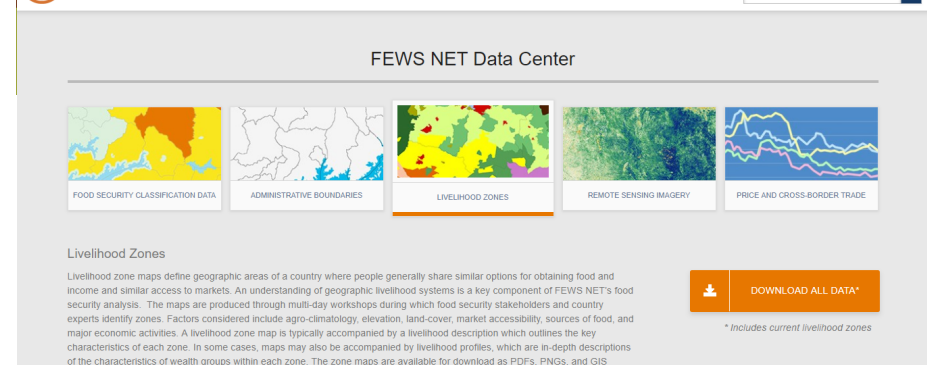 FEWS NET Data Center
FOOD SECURITY CLASSIFICATION DATA
ADMINISTRATIVE BOUNDARIES
LIVELIHOOD ZONES
REMOTE SENSING IMAGERY
PRICE AND CROSS-BORDER TRADE
Livelihood Zones
Livelihood zone maps define geographic areas of a country where people generally share similar options for obtaining food and
income and similar access to markets. An understanding of geographic livelihood systems is a key component of FEWS NET's food
security analysis. The maps are produced through multi-day workshops during which food security stakeholders and country
experts identify zones. Factors considered include agro-climatology, elevation, land-cover, market accessibility, sources of food, and
major economic activities. A livelihood zone map is typically accompanied by a livelihood description which outlines the key
characteristics of each zone. In some cases, maps may also be accompanied by livelihood profiles, which are in-depth descriptions
of the characteristics of wealth groups within each zone. The zone maps are available for download as PDFs, PNGs, and GIS
DOWNLOAD ALL DATA*
* Includes current livelihood zones